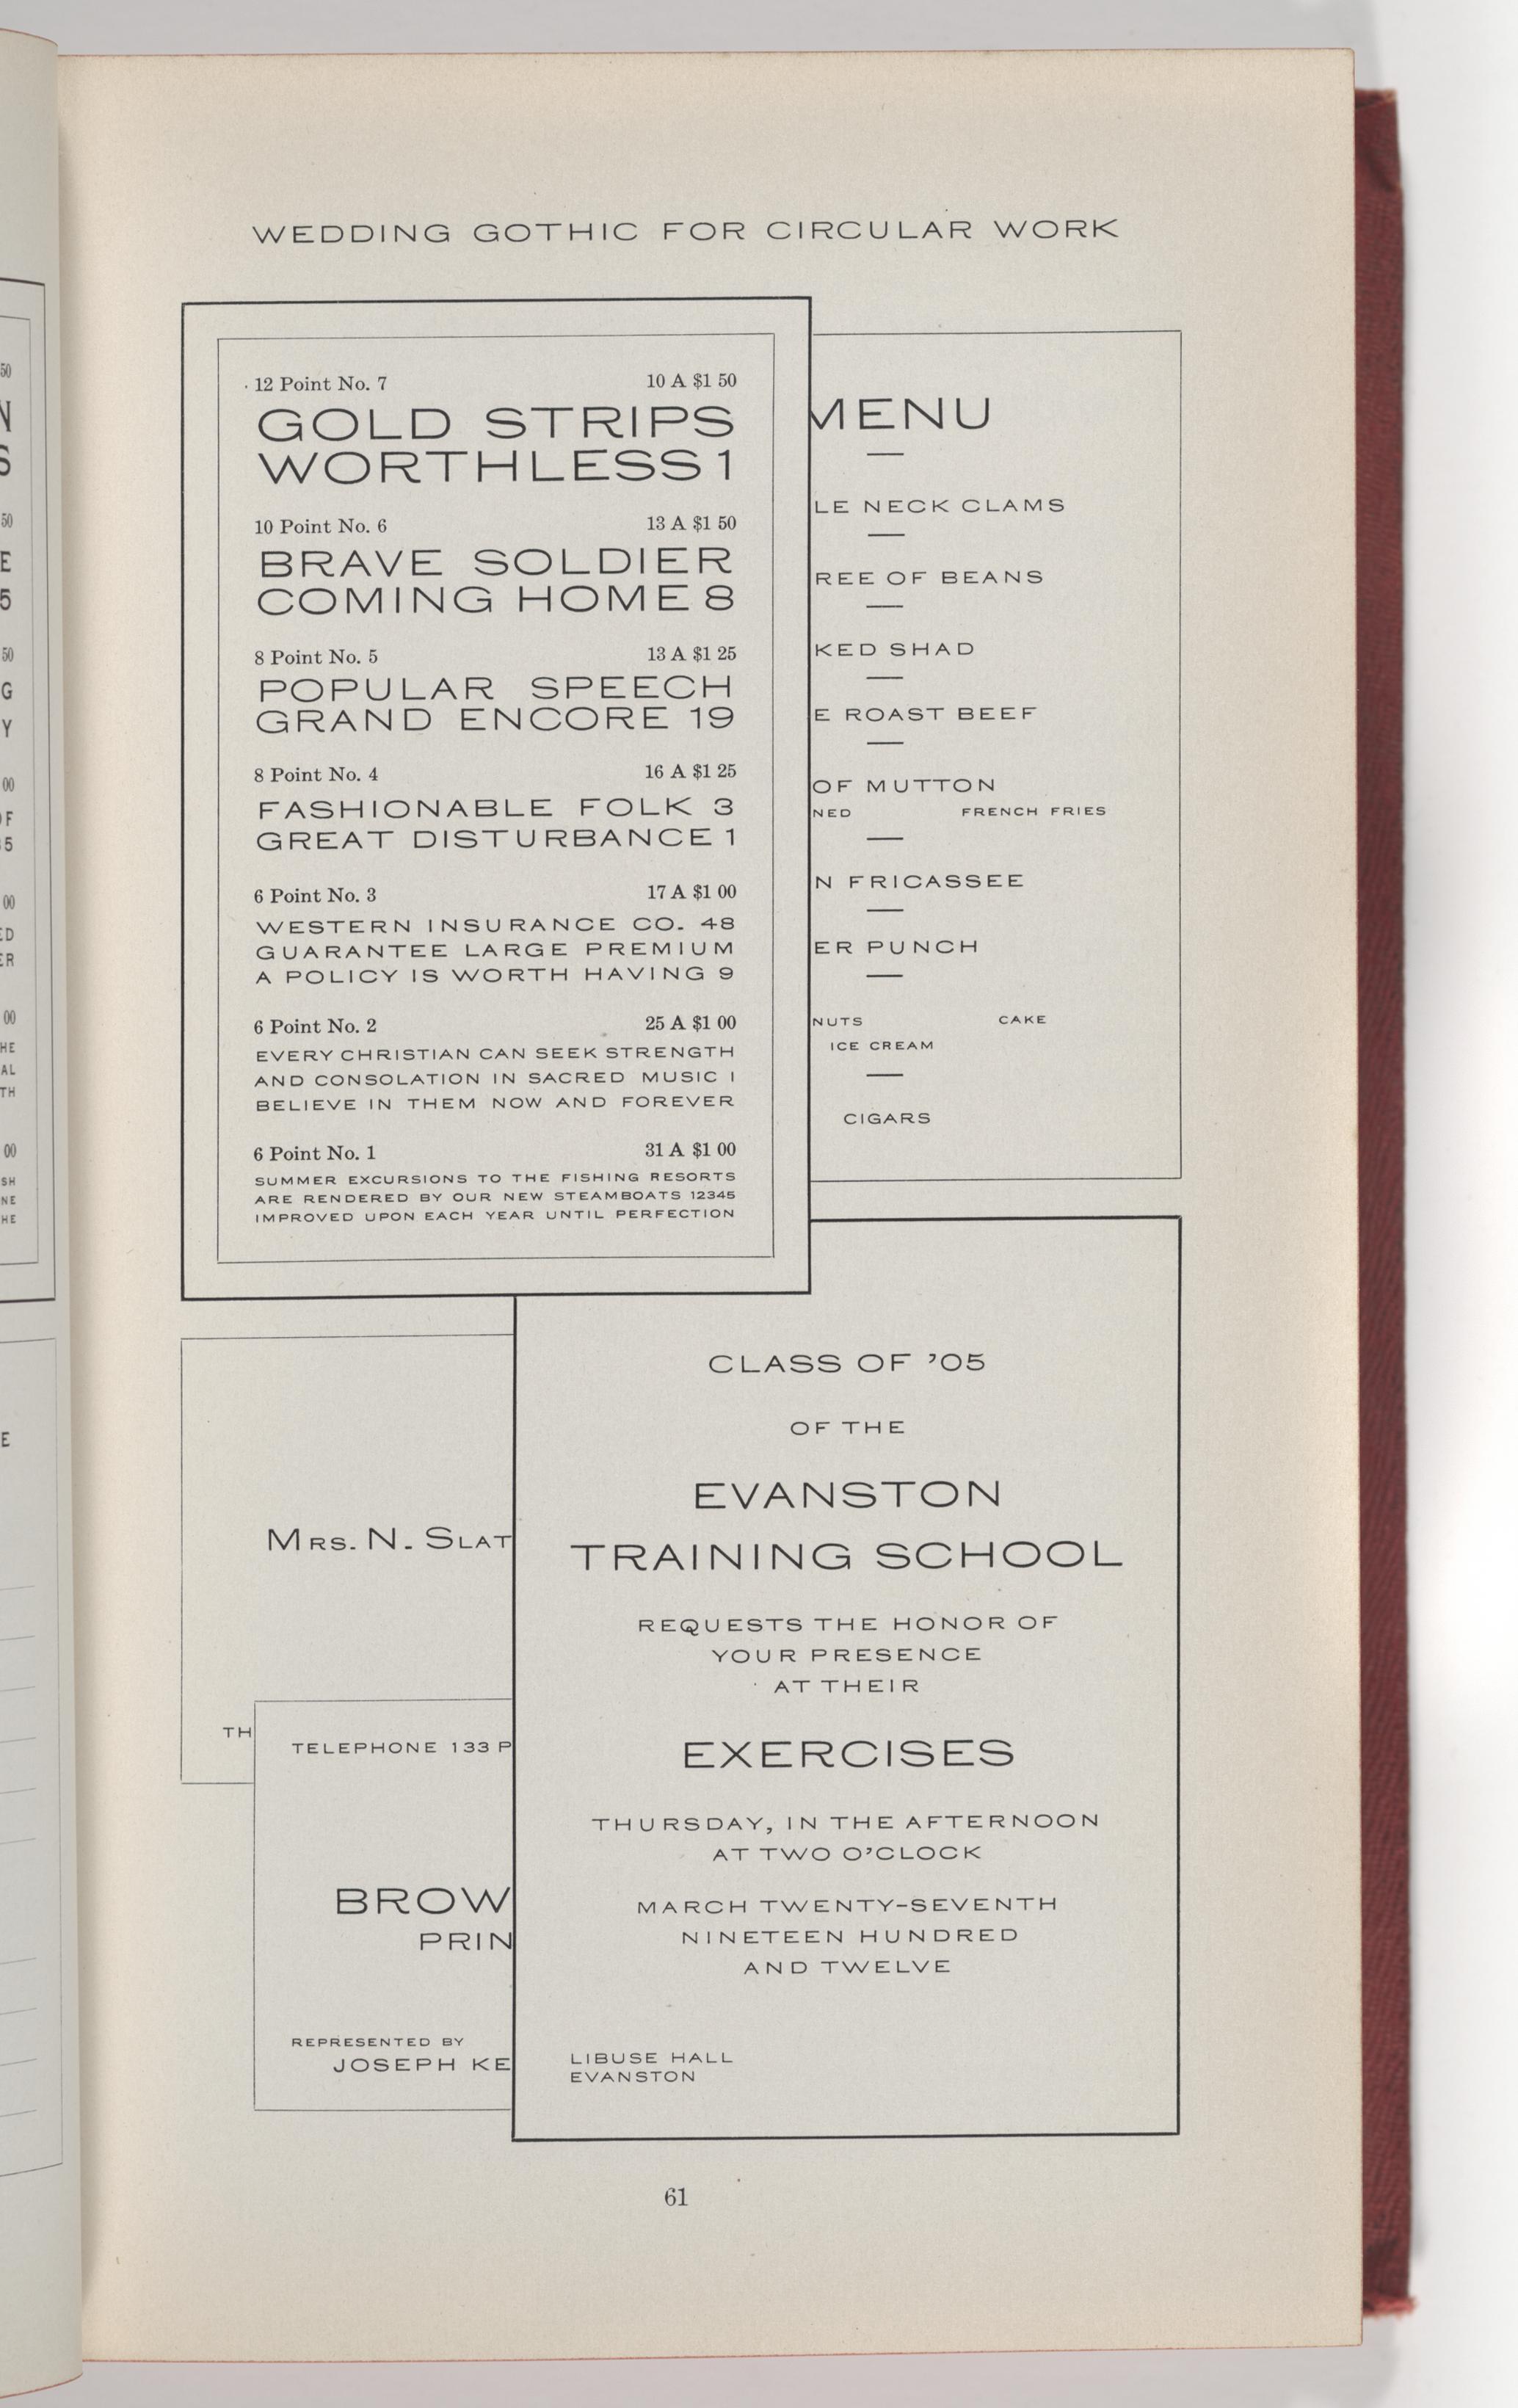 WEDDING GOTHIC FOR CIRCULAR WORK
12 Point No. 7 10 A $1 50
GOLD STRIPS
WORTHLESS 1
10 Point No. 6 13 A $1 50
BRAVE SOLDIER
COMING HOME 8
8 Point No. 5 13 A $1 25
POPULAR SPEECH
GRAND ENCORE 19
8 Point No. 4 16 A $1 25
FASHIONABLE FOLK 3
GREAT DISTURBANCE 1
6 Point No. 3 17 A $1 00
WESTERN INSURANCE CO. 48
GUARANTEE LARGE PREMIUM
A POLICY IS WORTH HAVING 9
6 Point No. 2 25 A $1 00
EVERY CHRISTIAN CAN SEEK STRENGTH
AND CONSOLATION IN SACRED MUSIC 1
BELIEVE IN THEM NOW AND FOREVER
6 Point No. 1 31 A $1 00
SUMMER EXCURSIONS TO THE FISHING RESORTS
ARE RENDERED BY OUR NEW STEAMBOATS 12345
IMPROVED UPON EACH YEAR UNTIL PERFECTION
MENU
LE NECK CLAMS
REE OF BEANS
KED SHAD
E ROAST BEEF
OF MUTTON
NED FRENCH FRIES
N FRICASSEE
ER PUNCH
NUTS CAKE
ICE CREAM
CIGARS
MRS. N. SLAT
TH
TELEPHONE 133 P
BROW
PRIN
REPRESENTED BY
JOSEPH KE
CLASS OF ’05
OF THE
EVANSTON
TRAINING SCHOOL
REQUESTS THE HONOR OF
YOUR PRESENCE
AT THEIR
EXERCISES
THURSDAY, IN THE AFTERNOON
AT TWO O’CLOCK
MARCH TWENTY-SEVENTH
NINETEEN HUNDRED
AND TWELVE
LIBUSE HALL
EVANSTON
61